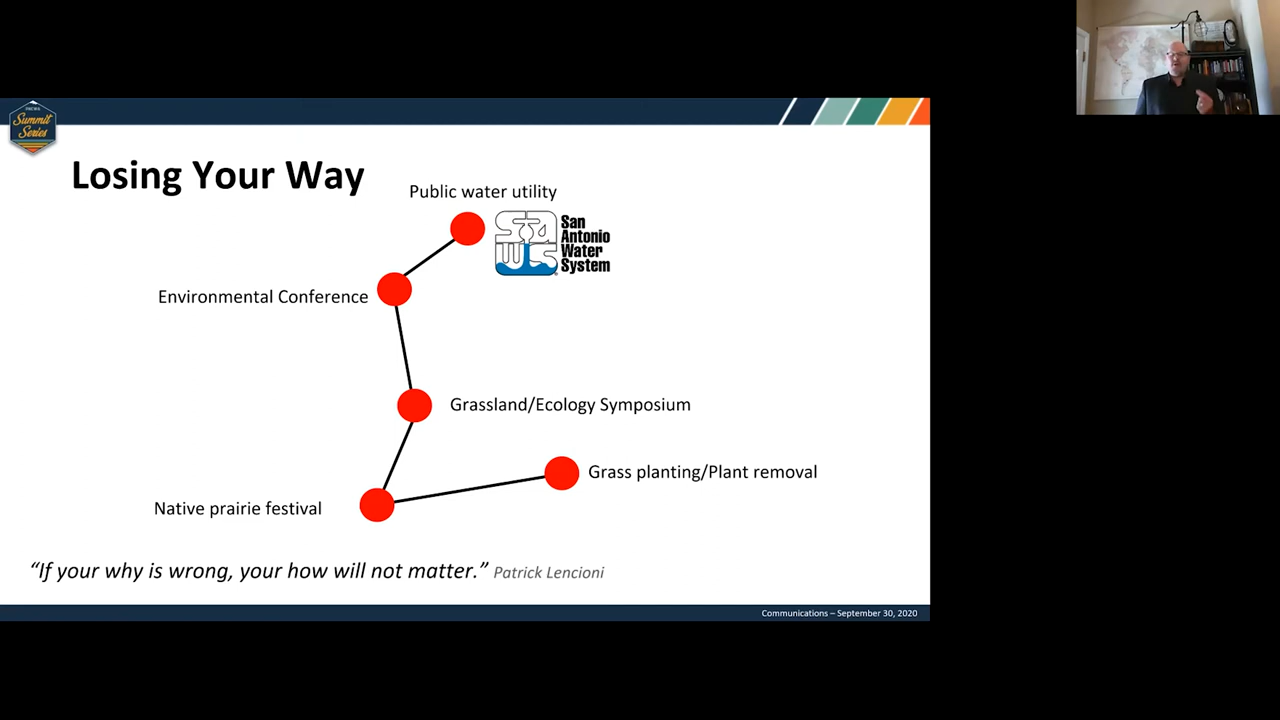 PNCWA
Summit
Series
Losing Your Way
Public water utility
SAWS
San
Antonio
Water
System
Environmental Conference
Grassland/Ecology Symposium
Grass planting/Plant removal
Native prairie festival
“If your why is wrong, your how will not matter.” Patrick Lencioni
Communications – September 30, 2020